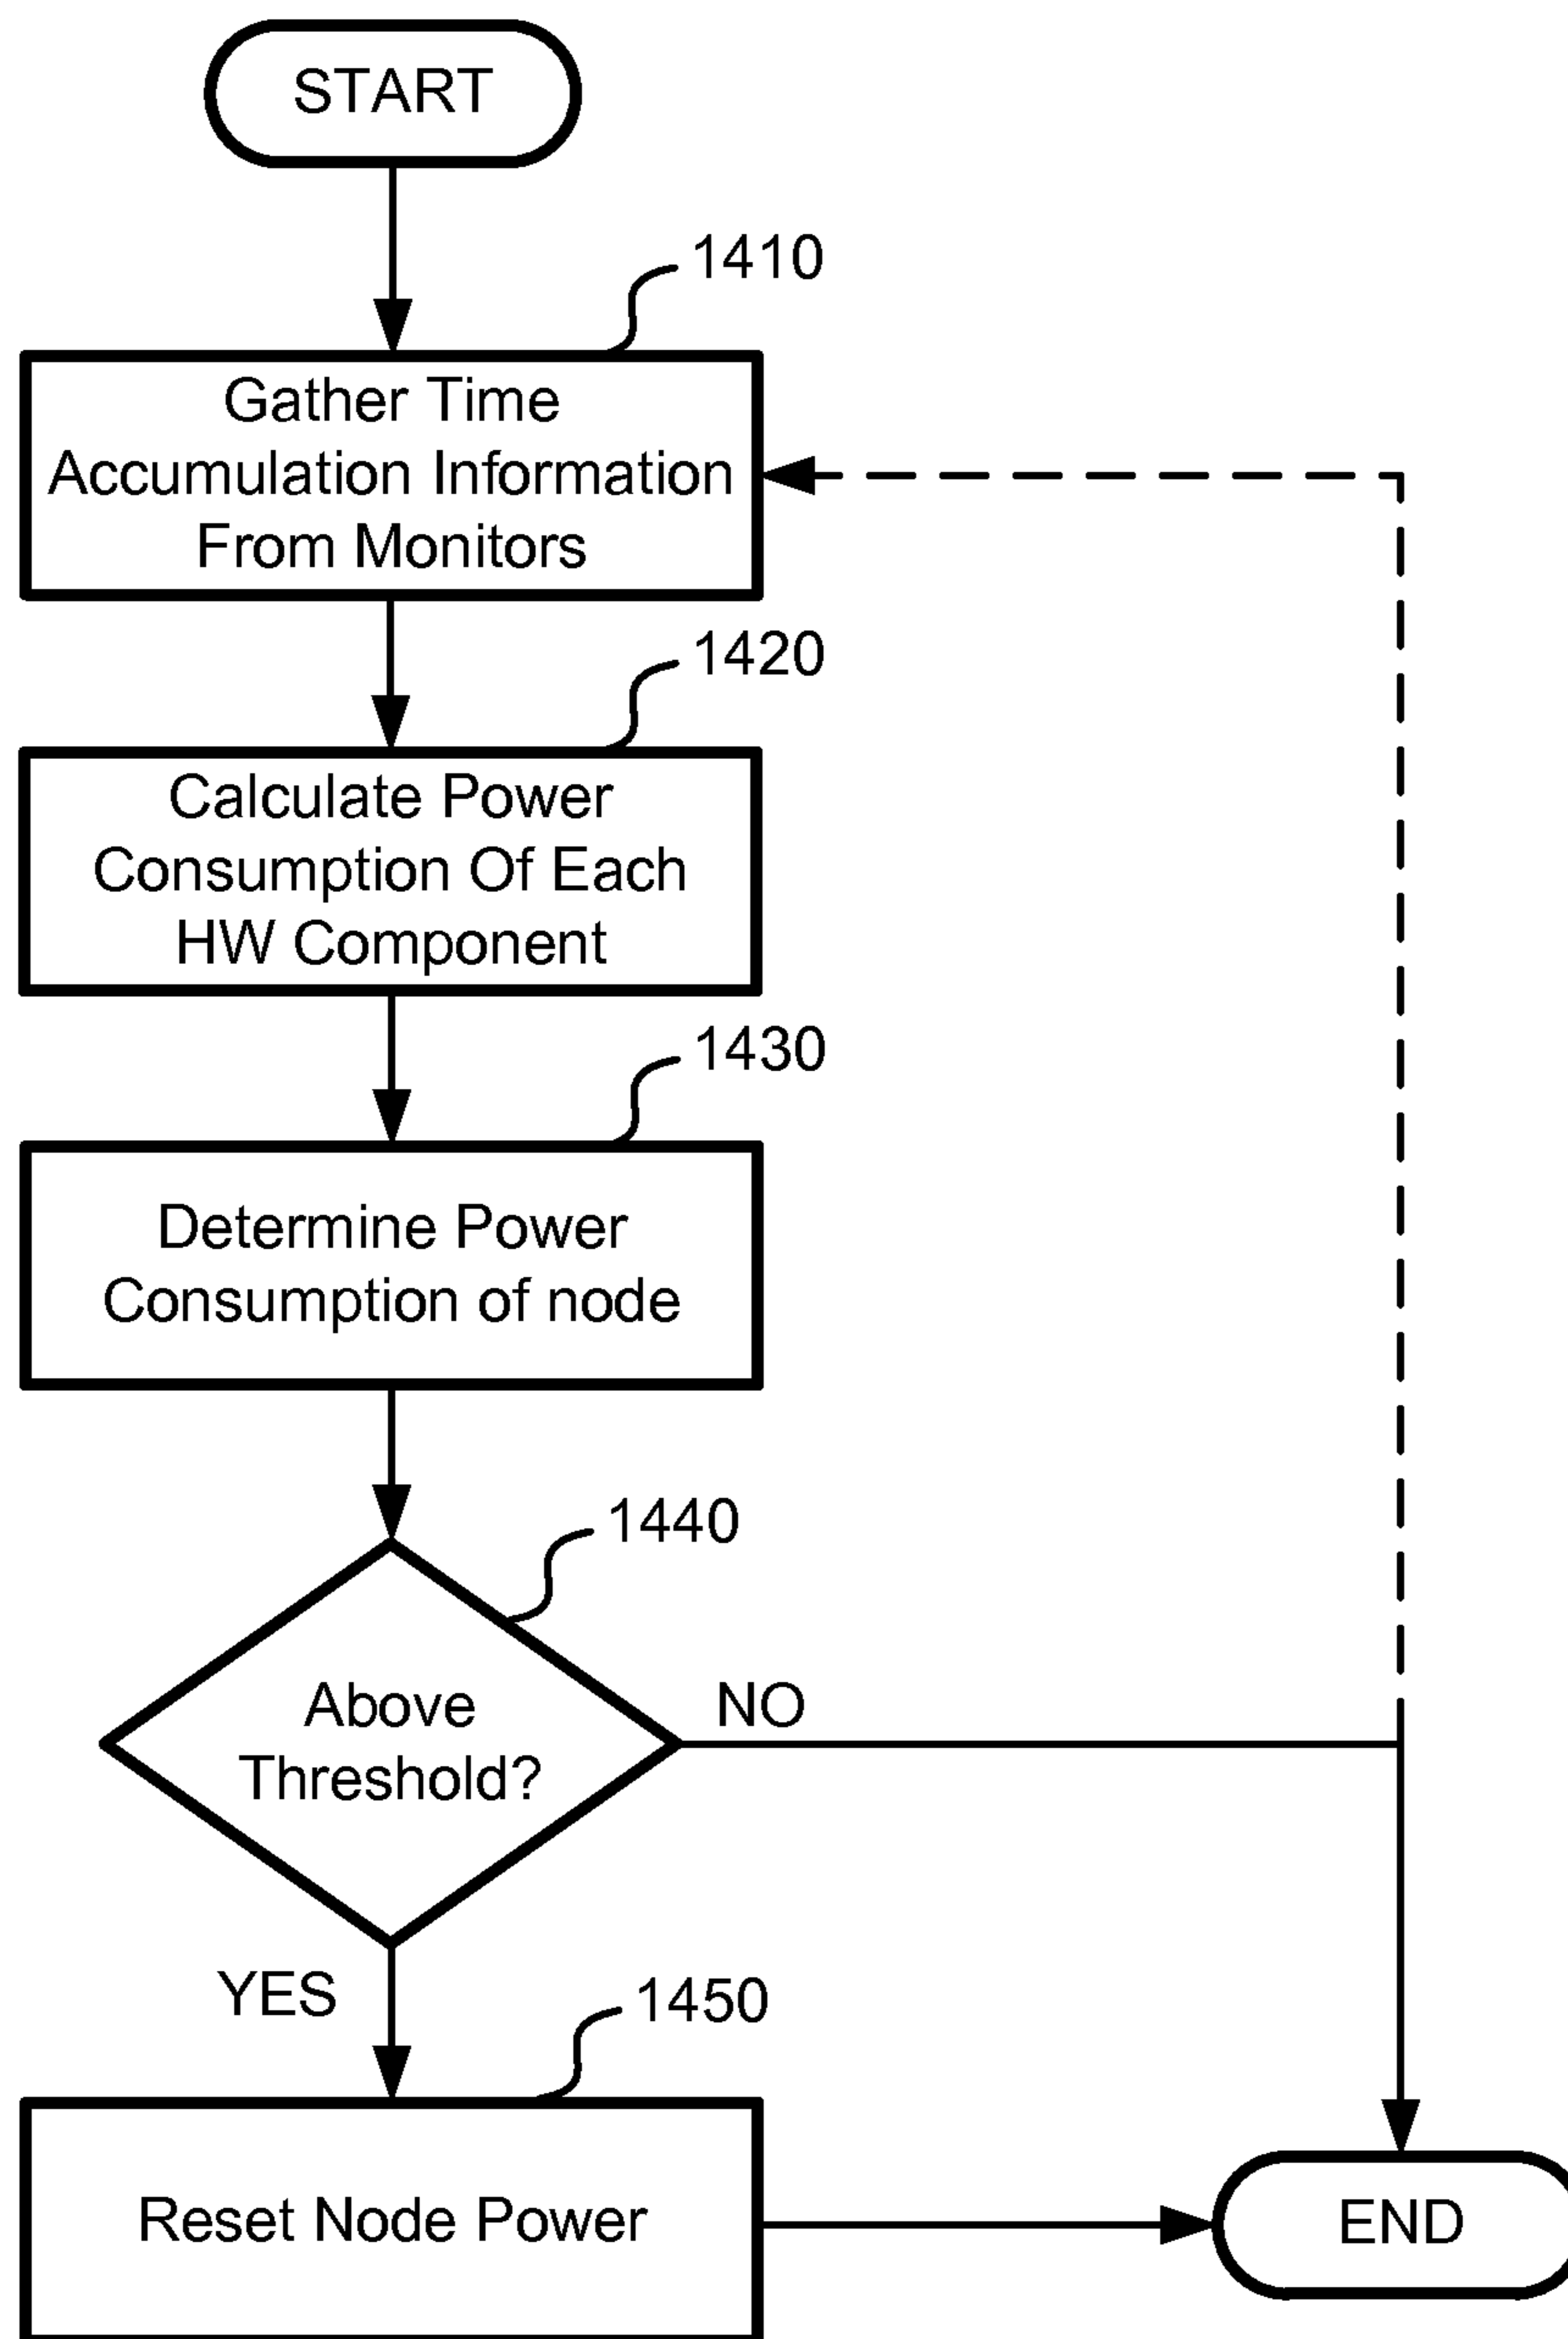 START
1410
Gather Time
Accumulation Information
From Monitors
1420
Calculate Power
Consumption Of Each
HW Component
1430
Determine Power
Consumption of node
1440
Above
Threshold?
NO
YES
1450
Reset Node Power
END